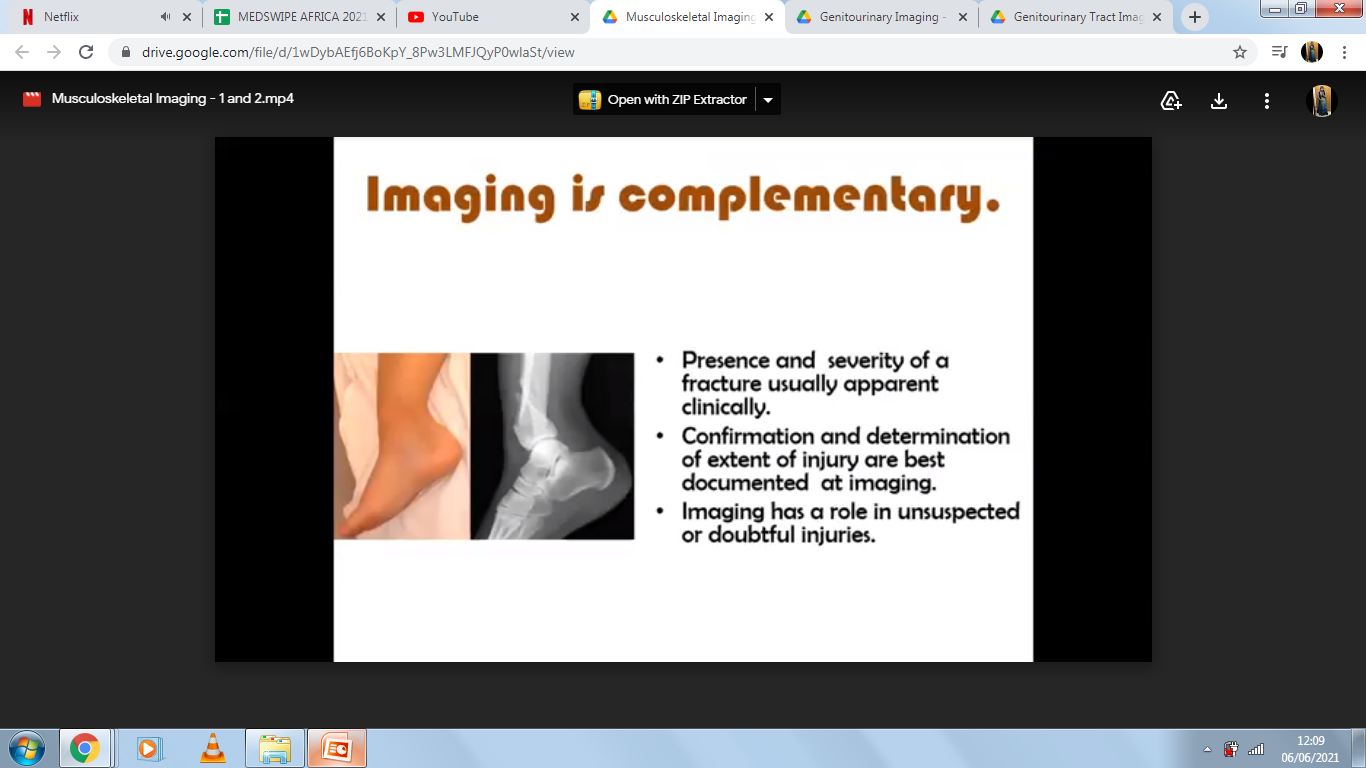 Netflix
MEDSWIPE AFRICA 2021
YouTube
Musculoskeletal Imaging
Genitourinary Imaging -
Genitourinary Tract Imag
drive.google.com/file/d/1wDybAEfj6BoKpY_8Pw3LMFJQyP0wIaSt/view
Musculoskeletal Imaging - 1 and 2.mp4
Open with ZIP Extractor
Imaging is complementary.
• Presence and severity of a
fracture usually apparent
clinically.
• Confirmation and determination
of extent of injury are best
documented at imaging.
• Imaging has a role in unsuspected
or doubtful injuries.
12:09
06/06/2021